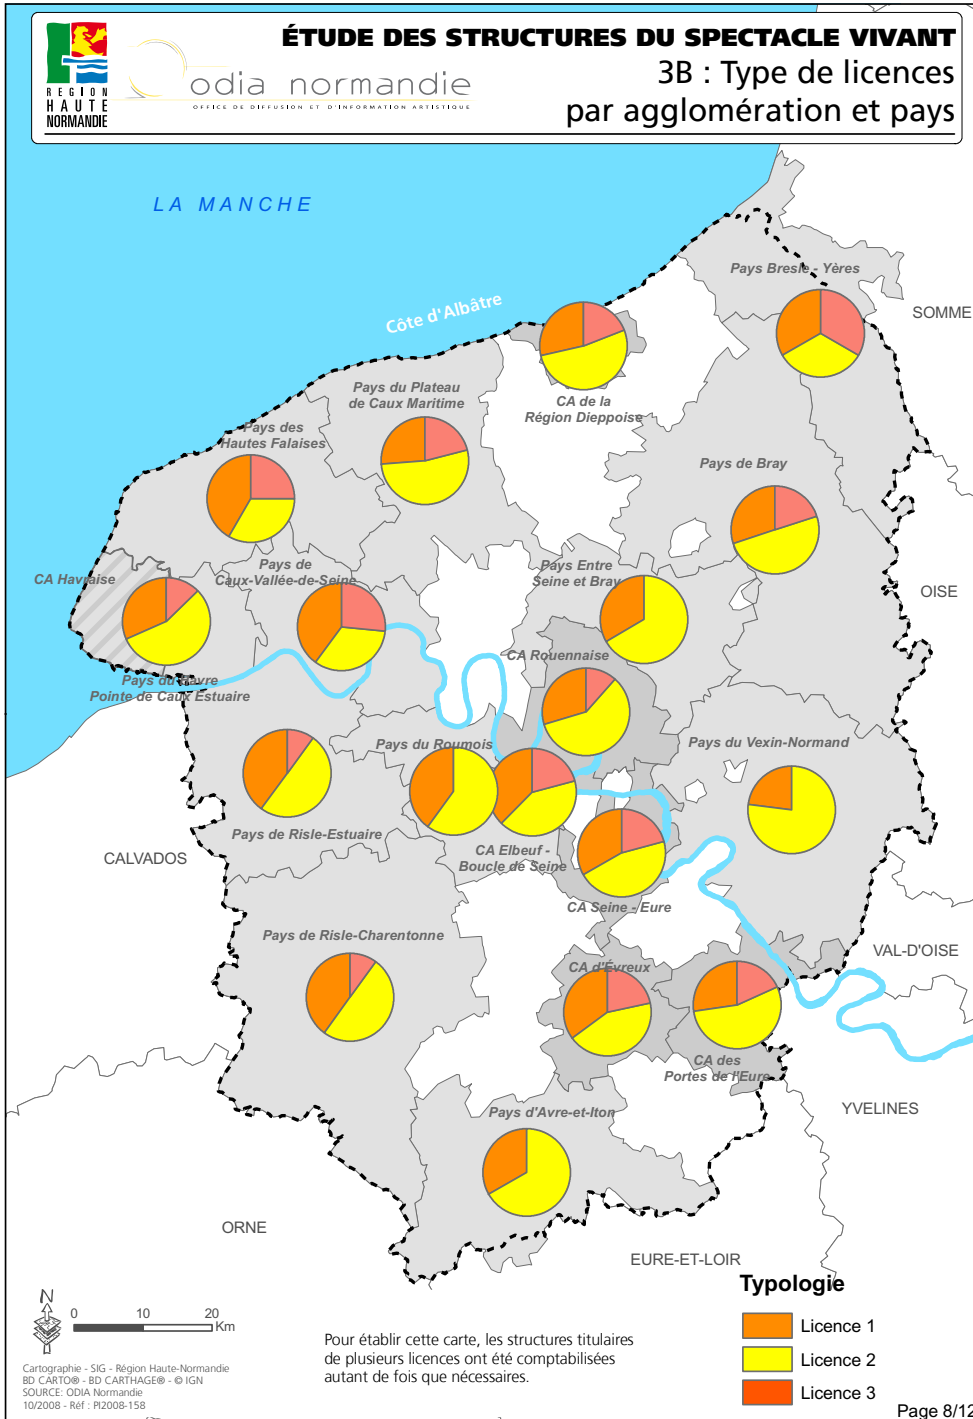 ÉTUDE DES STRUCTURES DU SPECTACLE VIVANT
3B : Type de licences
par agglomération et pays
REGION
HAUTE
NORMANDIE
odia normandie
OFFICE DE DIFFUSION ET D'INFORMATION ARTISTIQUE
LA MANCHE
Côte d'Albâtre
Pays Bresle - Yères
SOMME
Pays du Plateau
de Caux Maritime
CA de la
Région Dieppoise
Pays des
Hautes Falaises
Pays de Bray
CA Havraise
Pays de
Caux-Vallée-de-Seine
Pays Entre
Seine et Bray
OISE
CA Rouennaise
Pays du Havre
Pointe de Caux Estuaire
Pays du Roumois
Pays du Vexin-Normand
Pays de Risle-Estuaire
CALVADOS
CA Elbeuf -
Boucle de Seine
CA Seine - Eure
Pays de Risle-Charentonne
CA d'Évreux
VAL-D'OISE
CA des
Portes de l'Eure
Pays d'Avre-et-Iton
YVELINES
ORNE
EURE-ET-LOIR
Typologie
Licence 1
Licence 2
Licence 3
N
0 10 20
Km
Pour établir cette carte, les structures titulaires
de plusieurs licences ont été comptabilisées
autant de fois que nécessaires.
Cartographie - SIG - Région Haute-Normandie
BD CARTO® - BD CARTHAGE® - © IGN
SOURCE: ODIA Normandie
10/2008 - Réf : PI2008-158
Page 8/12